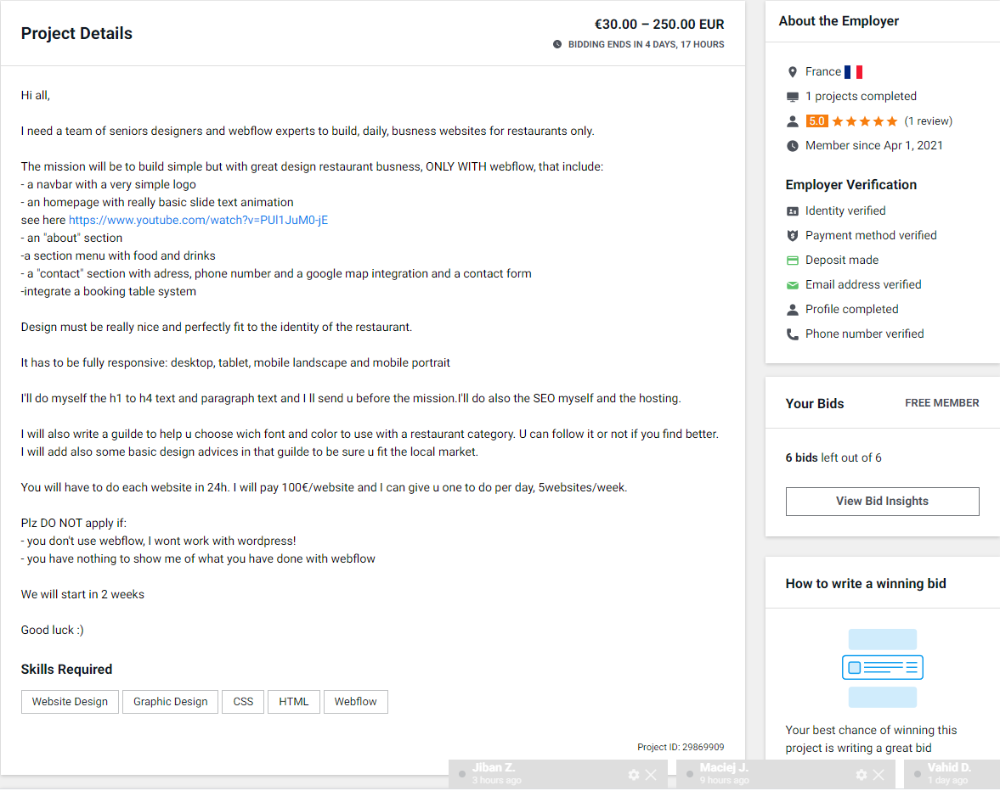 Project Details
€30.00 – 250.00 EUR
BIDDING ENDS IN 4 DAYS, 17 HOURS
Hi all,
I need a team of seniors designers and webflow experts to build, daily, busness websites for restaurants only.
The mission will be to build simple but with great design restaurant busness, ONLY WITH webflow, that include:
- a navbar with a very simple logo
- an homepage with really basic slide text animation
see here https://www.youtube.com/watch?v=PUl1JuM0-jE
- an "about" section
-a section menu with food and drinks
- a "contact" section with adress, phone number and a google map integration and a contact form
-integrate a booking table system
Design must be really nice and perfectly fit to the identity of the restaurant.
It has to be fully responsive: desktop, tablet, mobile landscape and mobile portrait
I'll do myself the h1 to h4 text and paragraph text and I ll send u before the mission.I'll do also the SEO myself and the hosting.
I will also write a guilde to help u choose wich font and color to use with a restaurant category. U can follow it or not if you find better.
I will add also some basic design advices in that guilde to be sure u fit the local market.
You will have to do each website in 24h. I will pay 100€/website and I can give u one to do per day, 5websites/week.
Plz DO NOT apply if:
- you don't use webflow, I wont work with wordpress!
- you have nothing to show me of what you have done with webflow
We will start in 2 weeks
Good luck :)
Skills Required
Website Design
Graphic Design
CSS
HTML
Webflow
Project ID: 29869909
About the Employer
France
1 projects completed
5.0 (1 review)
Member since Apr 1, 2021
Employer Verification
Identity verified
Payment method verified
Deposit made
Email address verified
Profile completed
Phone number verified
Your Bids
FREE MEMBER
6 bids left out of 6
View Bid Insights
How to write a winning bid
Your best chance of winning this
project is writing a great bid
Jiban Z.
3 hours ago
Maciej J.
9 hours ago
Vahid D.
1 day ago